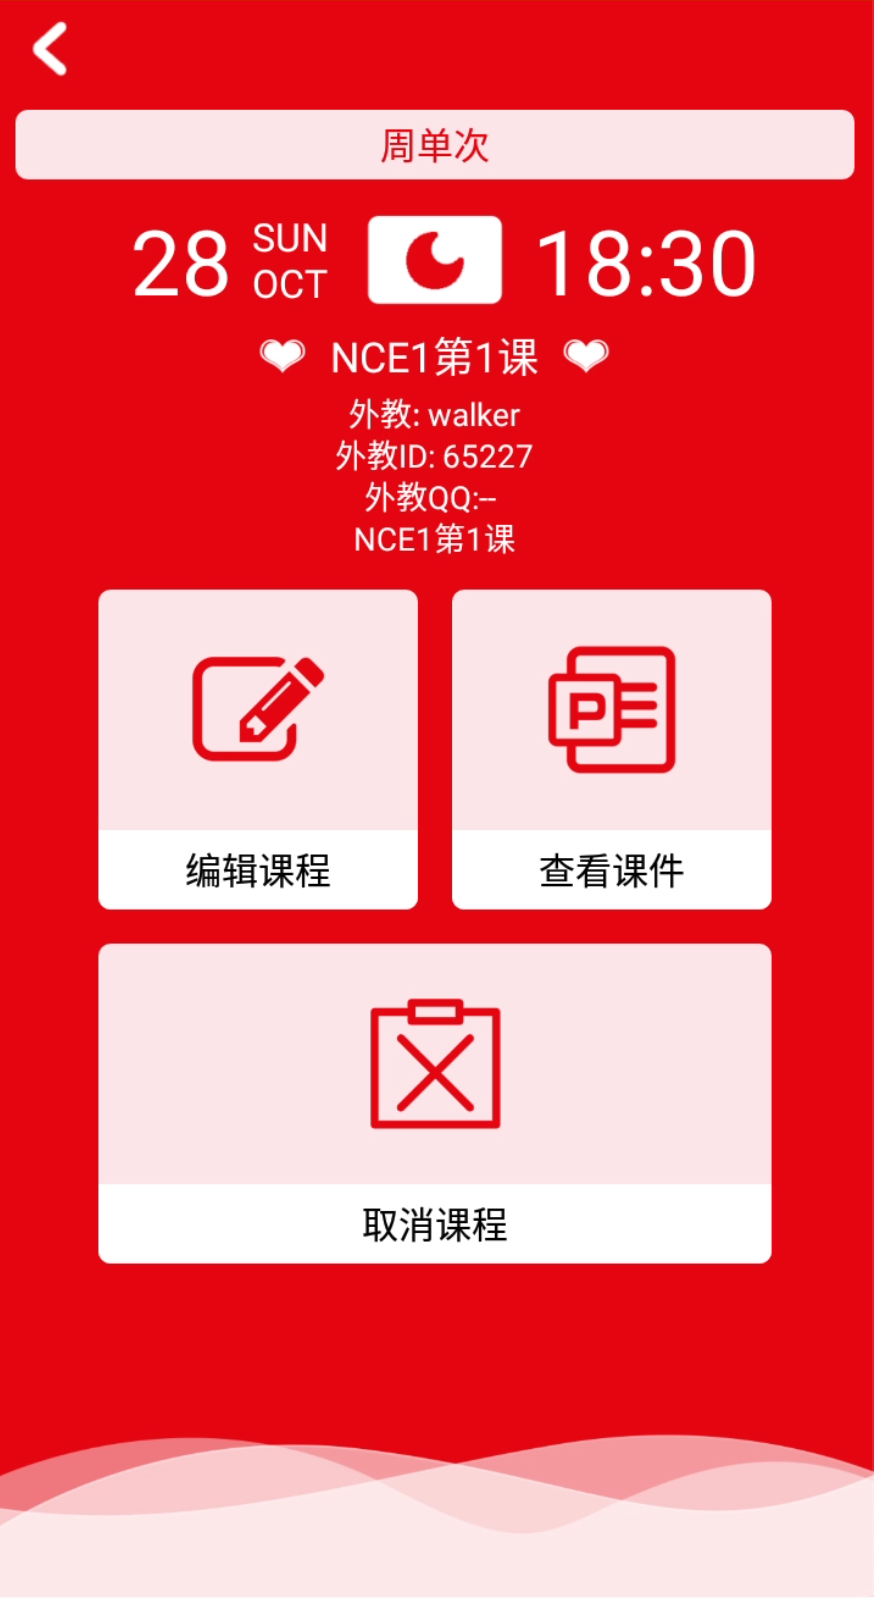 周单次
28 SUN OCT 18:30
NCE1第1课
外教: walker
外教ID: 65227
外教QQ:--
NCE1第1课
P
编辑课程 查看课件
取消课程